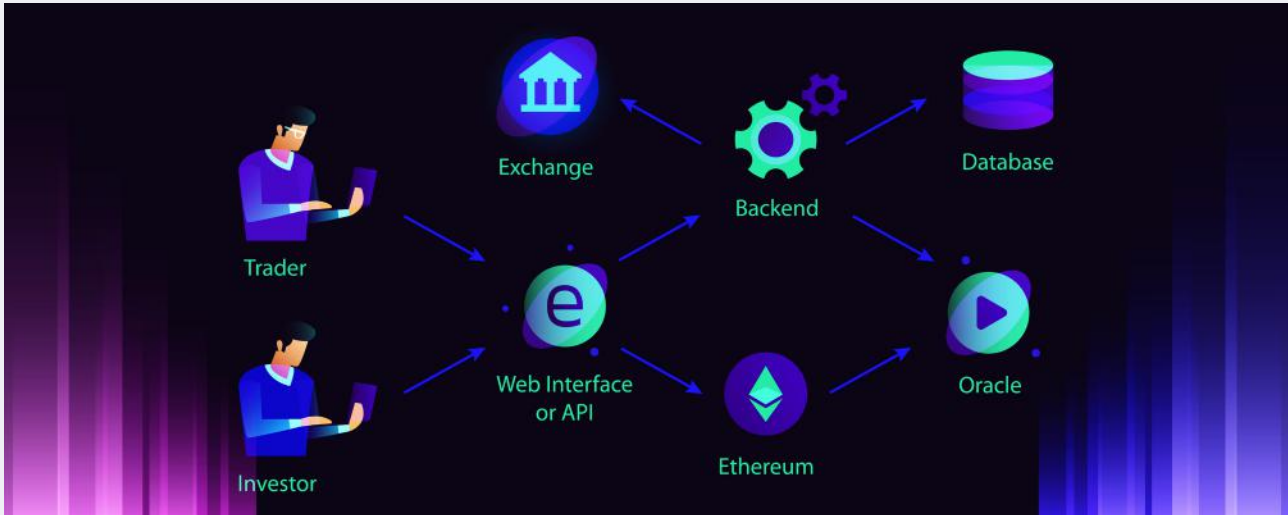 Exchange
Backend
Database
Trader
Web Interface
or API
Oracle
Investor
Ethereum
e